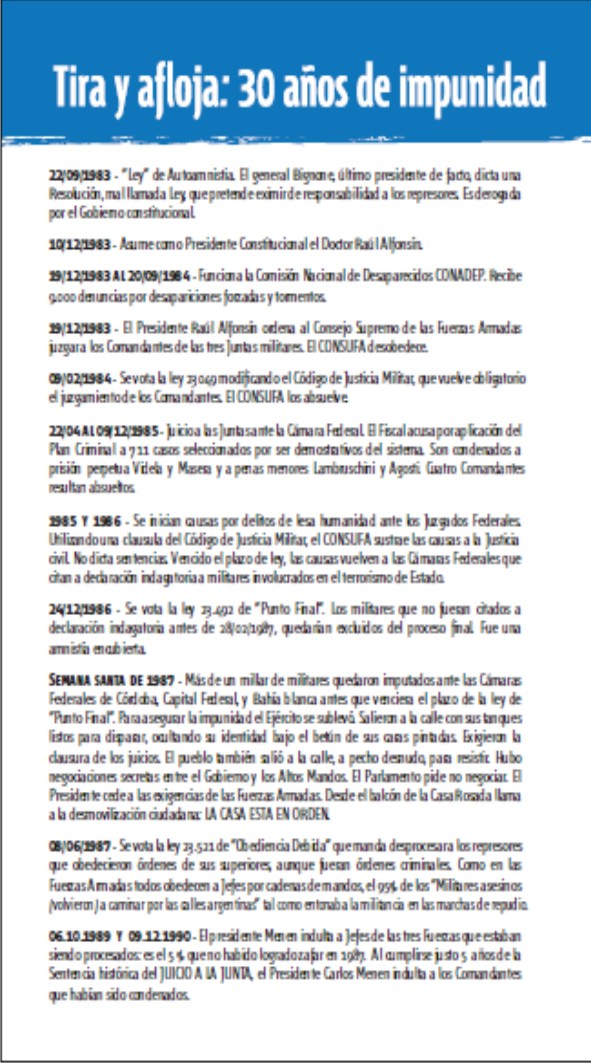 Tira y afloja: 30 años de impunidad
22/09/1983 - "Ley" de Autoamnistia. El general Bignone, último presidente de facto, dicta una
Resolución, mal llamada Ley, que pretende eximir de responsabilidad a los represores. Es derogada
por el Gobierno constitucional.
10/12/1983 - Asume como Presidente Constitucional el Doctor Raúl Alfonsín.
19/12/1983 AL 20/09/1984 - Funciona la Comisión Nacional de Desaparecidos CONADEP. Recibe
9.000 denuncias por desapariciones forzadas y tormentos.
19/12/1983 - El Presidente Raúl Alfonsín ordena al Consejo Supremo de las Fuerzas Armadas
juzgar a los Comandantes de las tres Juntas militares. El CONSUFA desobedece.
09/02/1984 - Se vota la ley 23049 modificando el Código de Justicia Militar, que vuelve obligatorio
el juzgamiento de los Comandantes. El CONSUFA los absuelve.
22/04 AL 09/12/1985 - Juicio a las Juntas ante la Cámara Federal. El Fiscal acusa por aplicación del
Plan Criminal a 711 casos seleccionados por ser demostrativos del sistema. Son condenados a
prisión perpetua Videla y Masera y a penas menores Lambruschini y Agosti. Cuatro Comandantes
resultan absueltos.
1985 Y 1986 - Se inician causas por delitos de lesa humanidad ante los Juzgados Federales.
Utilizando una clausula del Código de Justicia Militar, el CONSUFA sustrae las causas a la Justicia
civil. No dicta sentencias. Vencido el plazo de ley, las causas vuelven a las Cámaras Federales que
citan a declaración indagatoria a militares involucrados en el terrorismo de Estado.
24/12/1986 - Se vota la ley 23.492 de "Punto Final". Los militares que no fueran citados a
declaración indagatoria antes de 28/02/1987, quedarían excluidos del proceso final. Fue una
amnistía encubierta.
SEMANA SANTA DE 1987 - Más de un millar de militares quedaron imputados ante las Cámaras
Federales de Córdoba, Capital Federal, y Bahía blanca antes que venciera el plazo de la ley de
"Punto Final". Para asegurar la impunidad el Ejército se sublevó. Salieron a la calle con sus tanques
listos para disparar, ocultando su identidad bajo el betún de sus caras pintadas. Exigieron la
clausura de los juicios. El pueblo también salió a la calle, a pecho desnudo, para resistir. Hubo
negociaciones secretas entre el Gobierno y los Altos Mandos. El Parlamento pide no negociar. El
Presidente cede a las exigencias de las Fuerzas Armadas. Desde el balcón de la Casa Rosada llama
a la desmovilización ciudadana: LA CASA ESTA EN ORDEN.
08/06/1987 - Se vota la ley 23.521 de "Obediencia Debida" que manda desprocesar a los represores
que obedecieron órdenes de sus superiores, aunque fueran órdenes criminales. Como en las
Fuerzas Armadas todos obedecen a Jefes por cadenas de mandos, el 95% de los "Militares asesinos
/volvieron/ a caminar por las calles argentinas" tal como entonaba la militancia en las marchas de repudio.
06.10.1989 Y 09.12.1990 - El presidente Menen indulta a Jefes de las tres Fuerzas que estaban
siendo procesados: es el 5 % que no habido logrado zafar en 1987. Al cumplirse justo 5 años de la
Sentencia histórica del JUICIO A LA JUNTA, el Presidente Carlos Menen indulta a los Comandantes
que habían sido condenados.